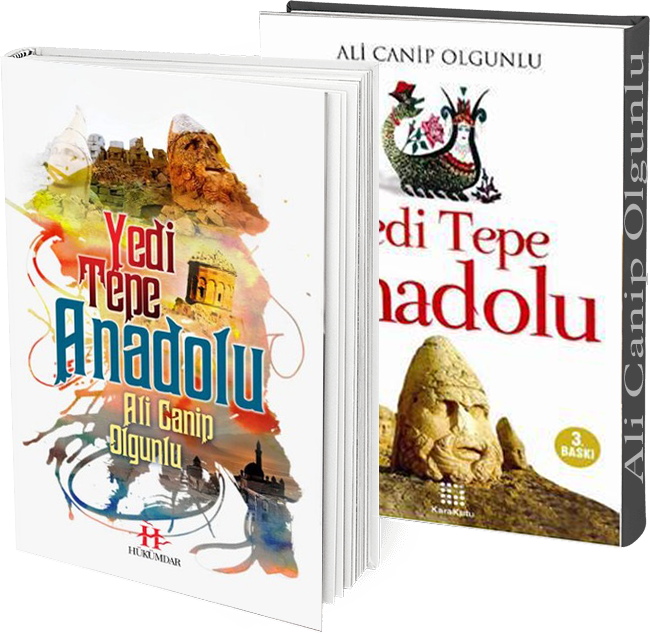 Yedi
Tepe
Anadolu
Ali Canip
Olgunlu
H
HÜKÜMDAR
ALİ CANİP OLGUNLU
edi Tepe
nadolu
3.
BASKI
KaraKutu
Ali Canip Olgunlu